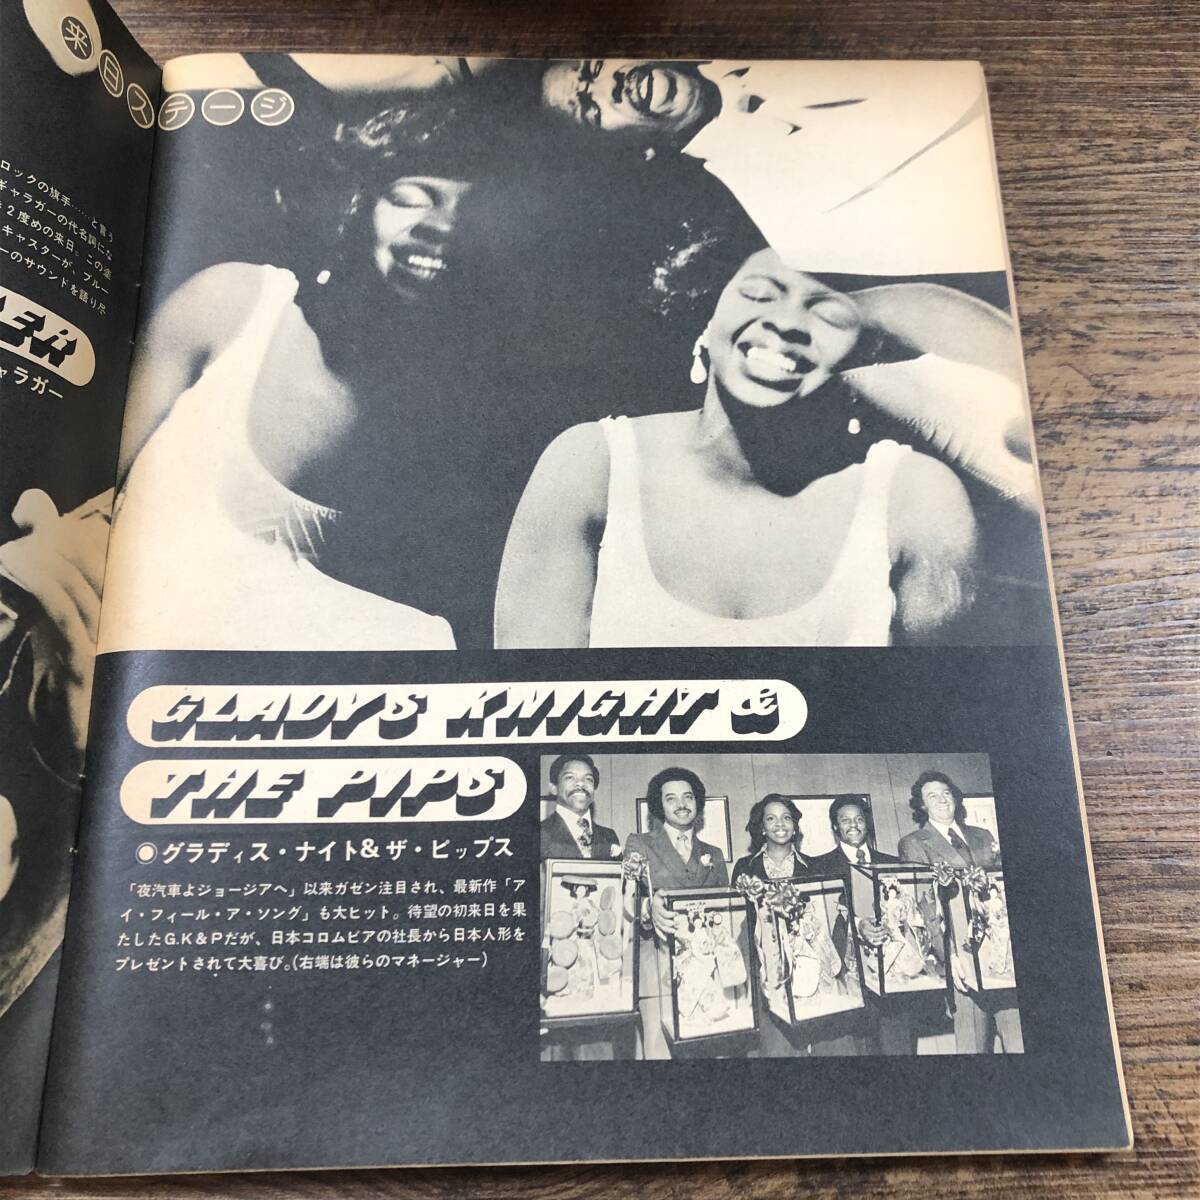 来日ステージ
ロックの旗手……と言う
ギャラガーの代名詞にな
2度めの来日。この全
キャスターが、ブルー
ーのサウンドを語り尽
ER
ャラガー
GLADYS KNIGHT &
THE PIPS
◉グラディス・ナイト&ザ・ピップス
「夜汽車よジョージアへ」以来ガゼン注目され、最新作「ア
イ・フィール・ア・ソング」も大ヒット。待望の初来日を果
たしたG.K&Pだが、日本コロムビアの社長から日本人形を
プレゼントされて大喜び。(右端は彼らのマネージャー)